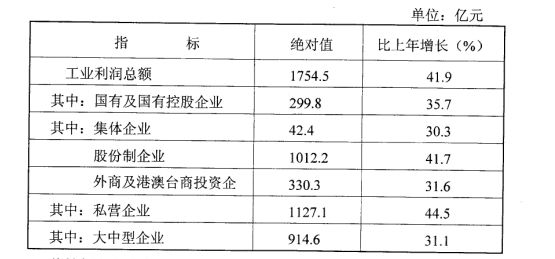 单位：亿元
指 标 绝对值 比上年增长（%）
工业利润总额 1754.5 41.9
其中：国有及国有控股企业 299.8 35.7
其中：集体企业 42.4 30.3
股份制企业 1012.2 41.7
外商及港澳台商投资企 330.3 31.6
其中：私营企业 1127.1 44.5
其中：大中型企业 914.6 31.1